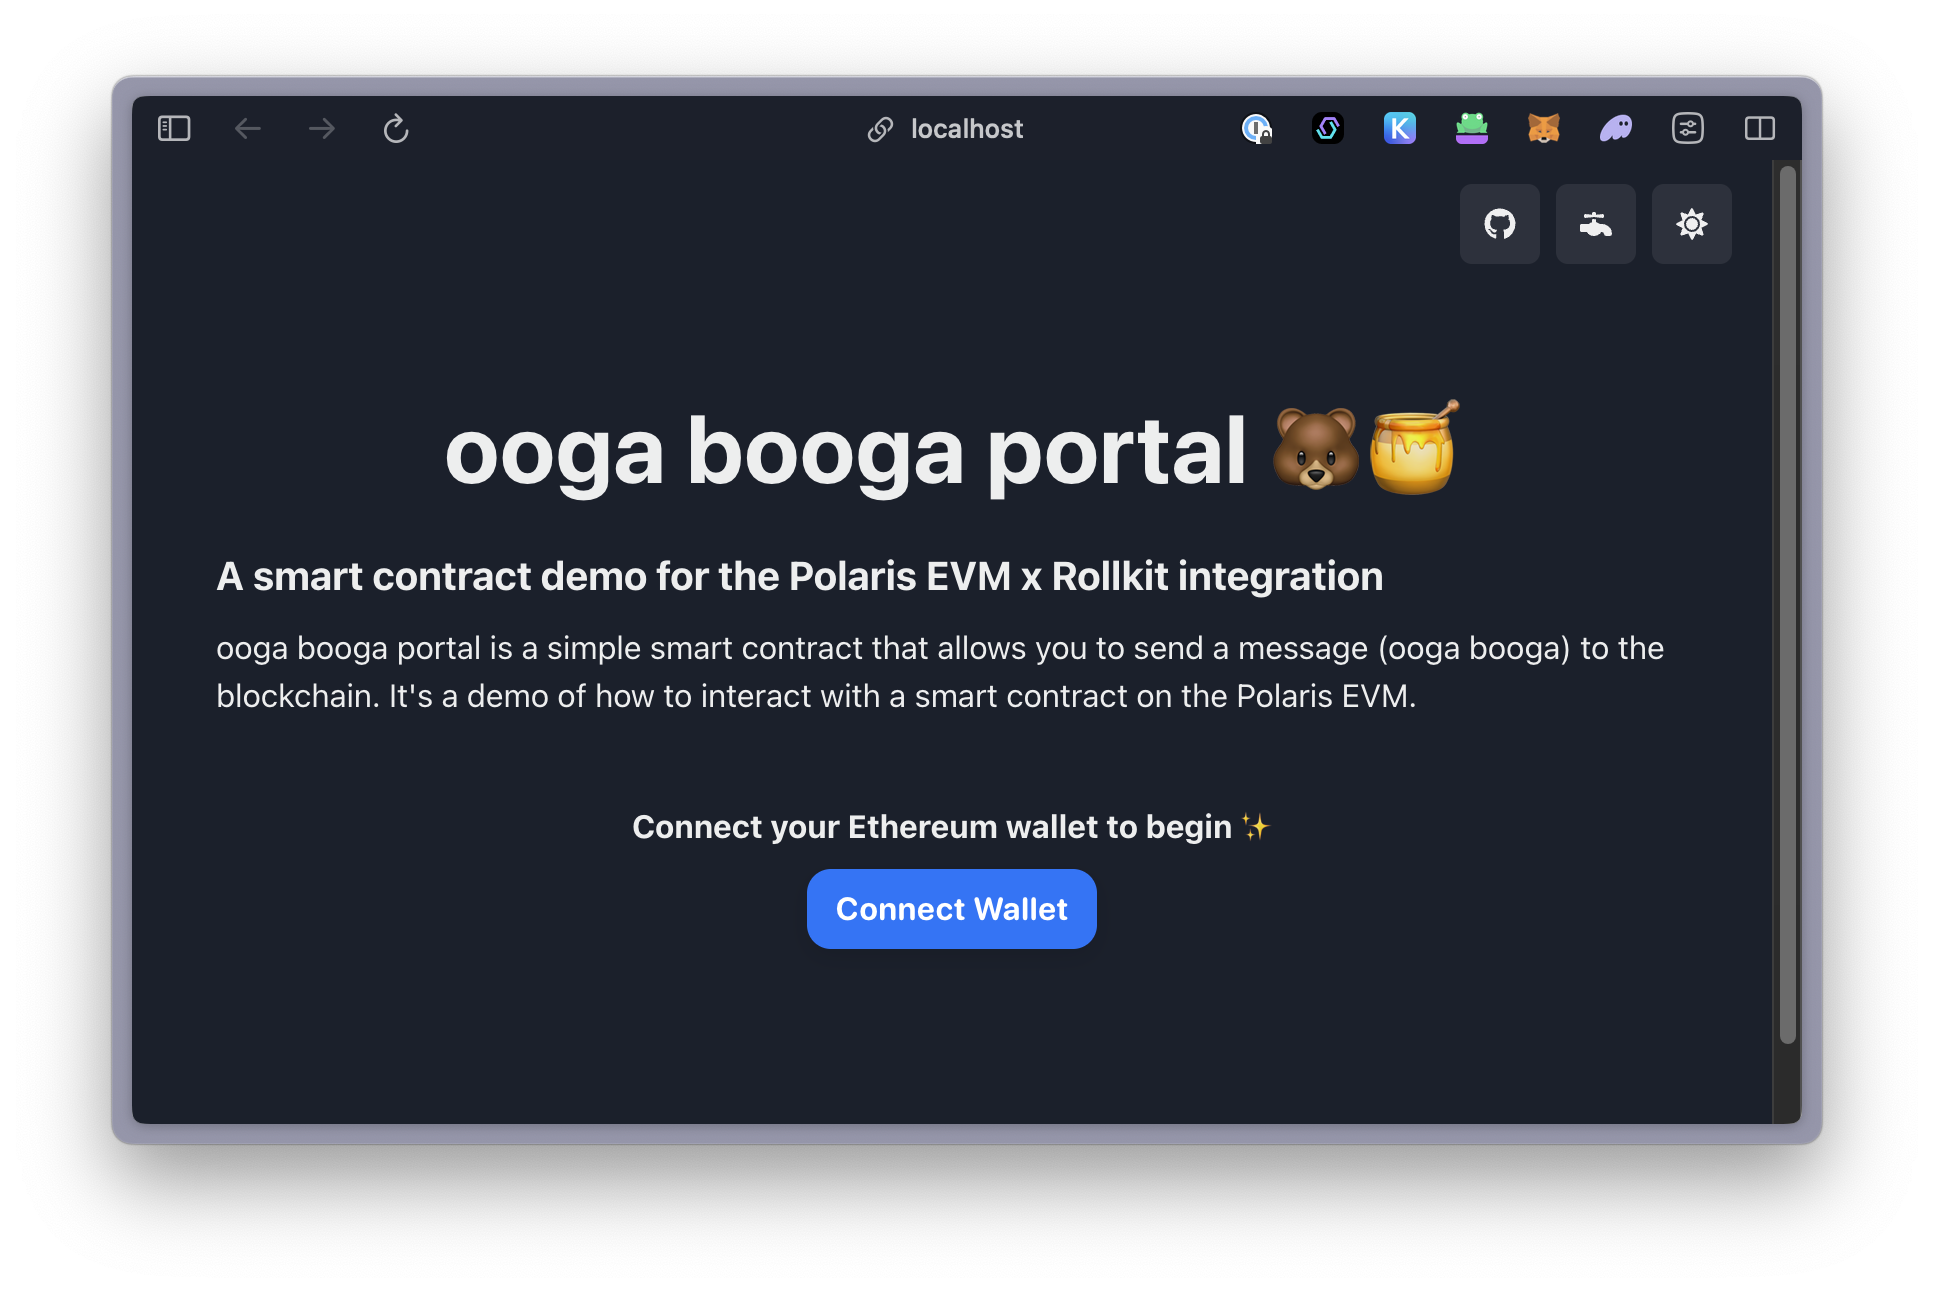 localhost
K
ooga booga portal 🐻🍯
A smart contract demo for the Polaris EVM x Rollkit integration
ooga booga portal is a simple smart contract that allows you to send a message (ooga booga) to the
blockchain. It's a demo of how to interact with a smart contract on the Polaris EVM.
Connect your Ethereum wallet to begin ✨
Connect Wallet